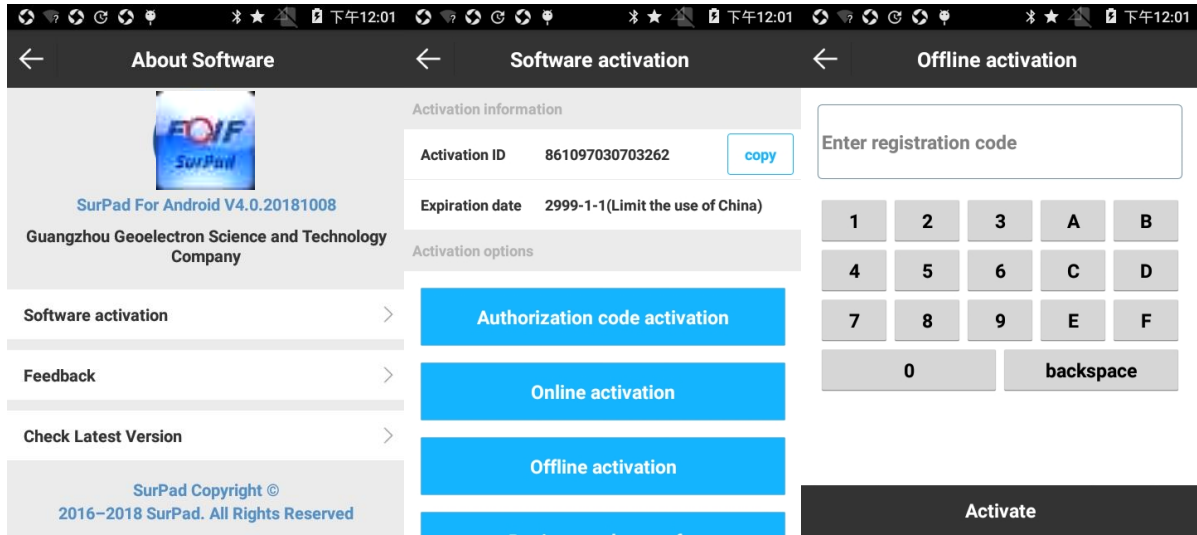 下午12:01
About Software
FOIF
SurPad
SurPad For Android V4.0.20181008
Guangzhou Geoelectron Science and Technology
Company
Software activation
Feedback
Check Latest Version
SurPad Copyright ©
2016–2018 SurPad. All Rights Reserved
下午12:01
Software activation
Activation information
Activation ID 861097030703262 copy
Expiration date 2999-1-1(Limit the use of China)
Activation options
Authorization code activation
Online activation
Offline activation
下午12:01
Offline activation
Enter registration code
1 2 3 A B
4 5 6 C D
7 8 9 E F
0 backspace
Activate